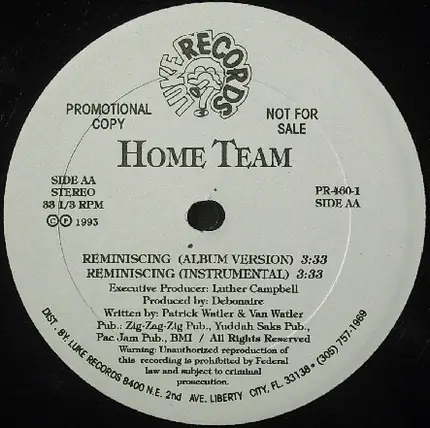 LUKE RECORDS
PROMOTIONAL COPY
NOT FOR SALE
HOME TEAM
SIDE AA
STEREO
33 1/3 RPM
© ℗ 1993
PR-460-1
SIDE AA
REMINISCING (ALBUM VERSION) 3:33
REMINISCING (INSTRUMENTAL) 3:33
Executive Producer: Luther Campbell
Produced by: Debonaire
Written by: Patrick Watler & Van Watler
Pub.: Zig-Zag-Zig Pub., Yuddah Saks Pub.,
Pac Jam Pub., BMI / All Rights Reserved
Warning: Unauthorized reproduction of
this recording is prohibited by Federal
law and subject to criminal
prosecution.
DIST. BY: LUKE RECORDS 8400 N.E. 2nd AVE. LIBERTY CITY, FL. 33138 • (305) 757-1969